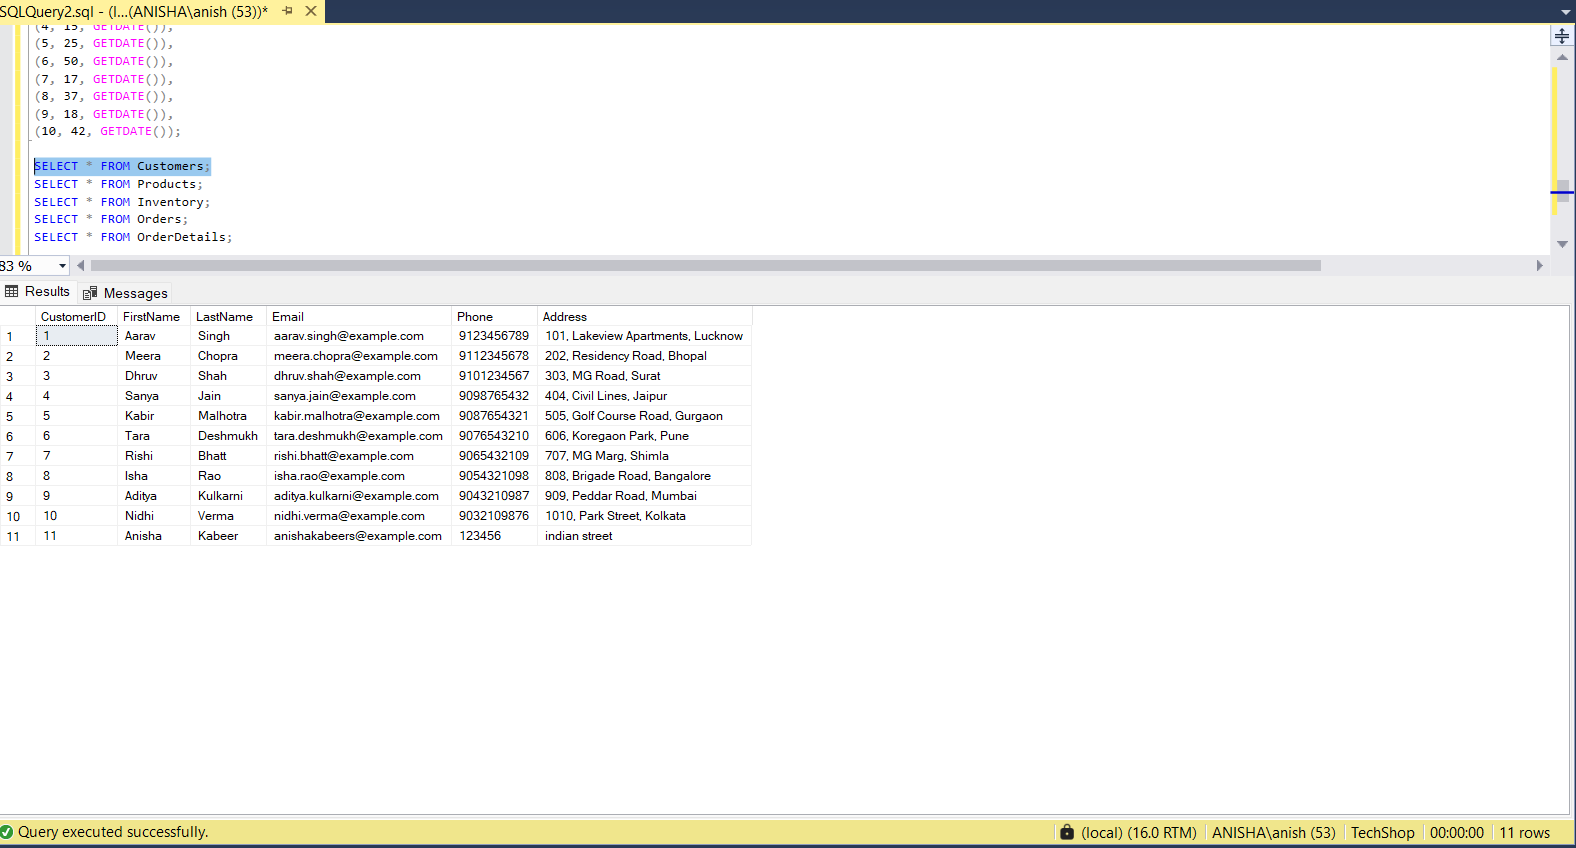 SQLQuery2.sql - (l...(ANISHA\anish (53))*
(4, 15, GETDATE()),
(5, 25, GETDATE()),
(6, 50, GETDATE()),
(7, 17, GETDATE()),
(8, 37, GETDATE()),
(9, 18, GETDATE()),
(10, 42, GETDATE());
SELECT * FROM Customers;
SELECT * FROM Products;
SELECT * FROM Inventory;
SELECT * FROM Orders;
SELECT * FROM OrderDetails;
83 %
Results Messages
CustomerID FirstName LastName Email Phone Address
1 1 Aarav Singh aarav.singh@example.com 9123456789 101, Lakeview Apartments, Lucknow
2 2 Meera Chopra meera.chopra@example.com 9112345678 202, Residency Road, Bhopal
3 3 Dhruv Shah dhruv.shah@example.com 9101234567 303, MG Road, Surat
4 4 Sanya Jain sanya.jain@example.com 9098765432 404, Civil Lines, Jaipur
5 5 Kabir Malhotra kabir.malhotra@example.com 9087654321 505, Golf Course Road, Gurgaon
6 6 Tara Deshmukh tara.deshmukh@example.com 9076543210 606, Koregaon Park, Pune
7 7 Rishi Bhatt rishi.bhatt@example.com 9065432109 707, MG Marg, Shimla
8 8 Isha Rao isha.rao@example.com 9054321098 808, Brigade Road, Bangalore
9 9 Aditya Kulkarni aditya.kulkarni@example.com 9043210987 909, Peddar Road, Mumbai
10 10 Nidhi Verma nidhi.verma@example.com 9032109876 1010, Park Street, Kolkata
11 11 Anisha Kabeer anishakabeers@example.com 123456 indian street
Query executed successfully.
(local) (16.0 RTM) ANISHA\anish (53) TechShop 00:00:00 11 rows